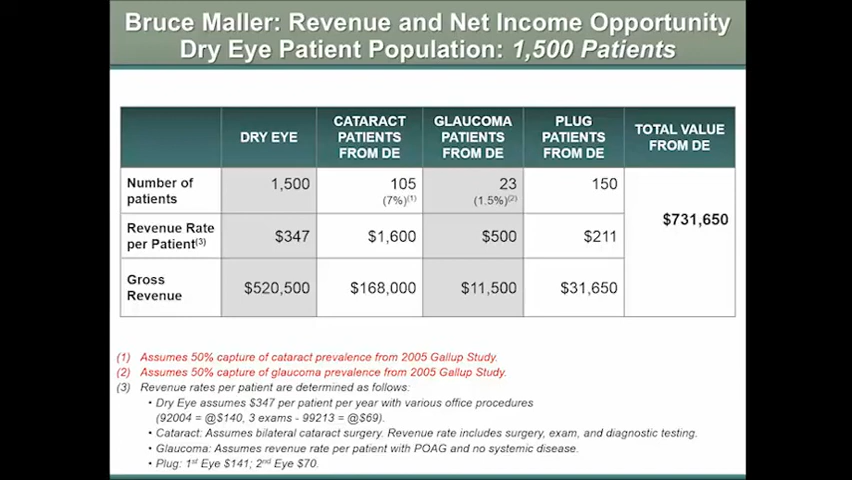 Bruce Maller: Revenue and Net Income Opportunity
Dry Eye Patient Population: 1,500 Patients
DRY EYE
CATARACT
PATIENTS
FROM DE
GLAUCOMA
PATIENTS
FROM DE
PLUG
PATIENTS
FROM DE
TOTAL VALUE
FROM DE
Number of
patients
1,500
105
(7%)(1)
23
(1.5%)(2)
150
$731,650
Revenue Rate
per Patient(3)
$347
$1,600
$500
$211
Gross
Revenue
$520,500
$168,000
$11,500
$31,650
(1) Assumes 50% capture of cataract prevalence from 2005 Gallup Study.
(2) Assumes 50% capture of glaucoma prevalence from 2005 Gallup Study.
(3) Revenue rates per patient are determined as follows:
• Dry Eye assumes $347 per patient per year with various office procedures
(92004 = @$140, 3 exams - 99213 = @$69).
• Cataract: Assumes bilateral cataract surgery. Revenue rate includes surgery, exam, and diagnostic testing.
• Glaucoma: Assumes revenue rate per patient with POAG and no systemic disease.
• Plug: 1st Eye $141; 2nd Eye $70.